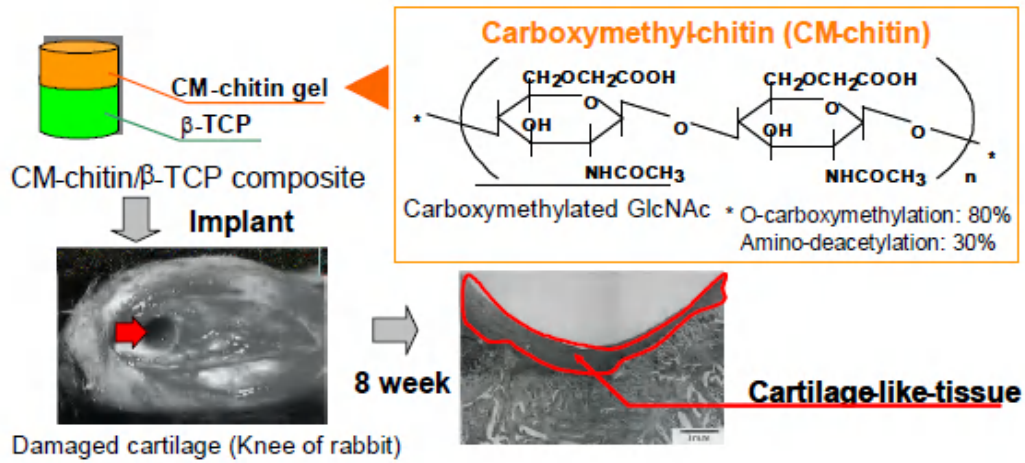 Carboxymethyl-chitin (CM-chitin)
CM-chitin gel
β-TCP
CM-chitin/β-TCP composite
Implant
CH2OCH2COOH
CH2OCH2COOH
O
O
*
OH
O
OH
O
*
NHCOCH3
NHCOCH3
n
Carboxymethylated GlcNAc
* O-carboxymethylation: 80%
Amino-deacetylation: 30%
8 week
Cartilage-like-tissue
Damaged cartilage (Knee of rabbit)